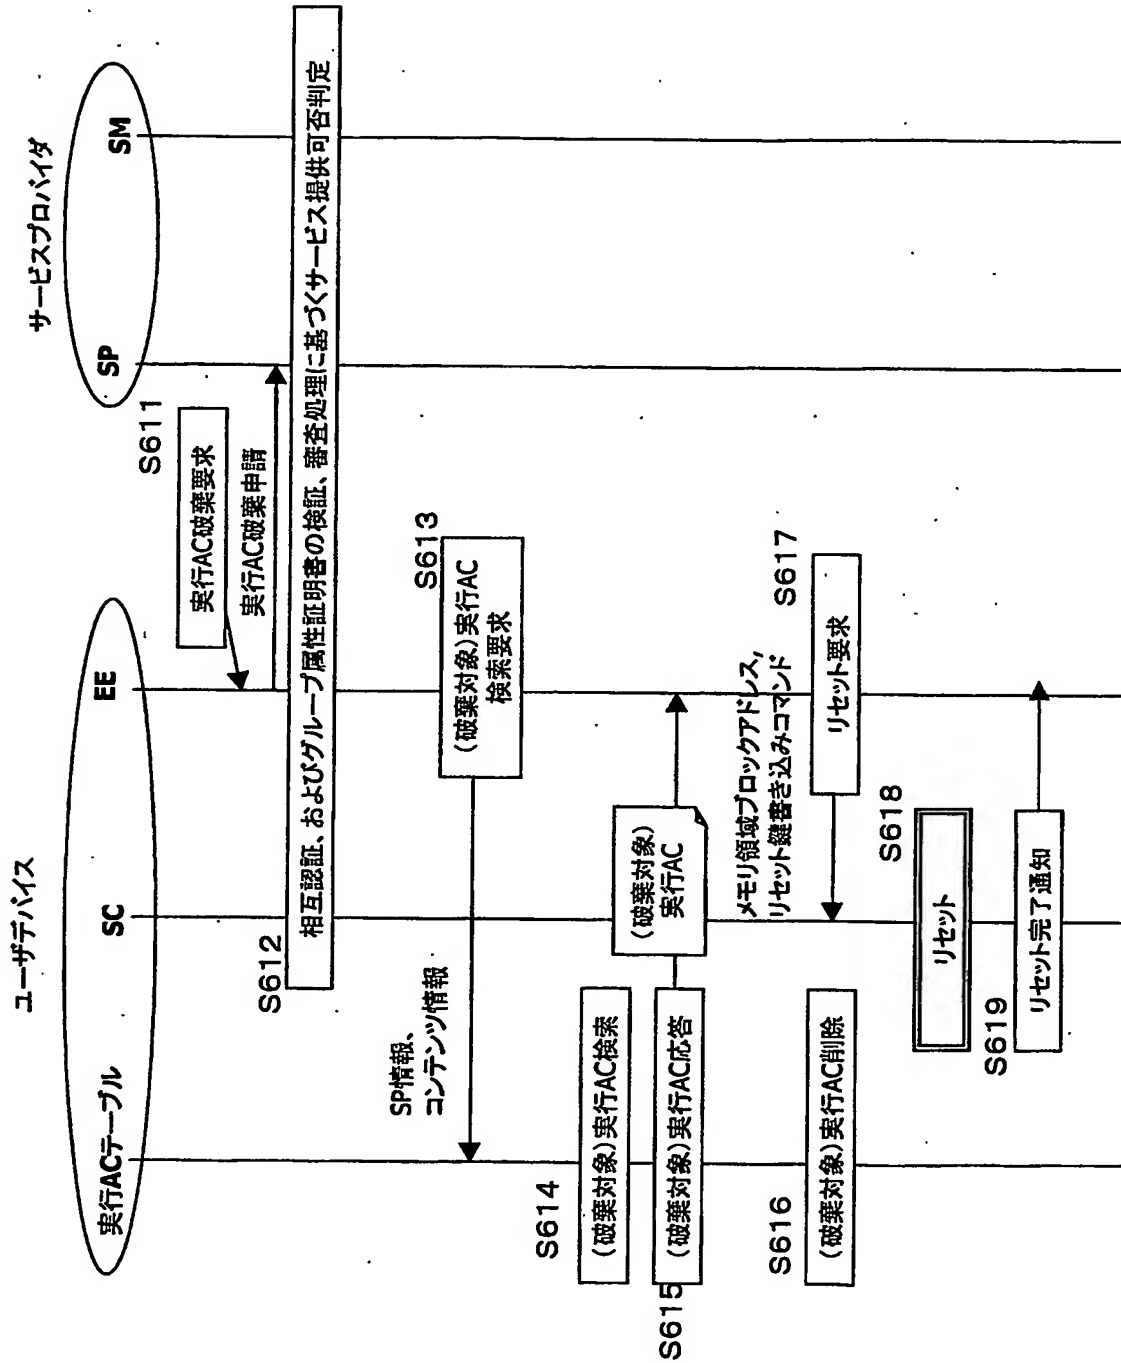 ユーザデバイス
サービスプロバイダ
実行ACテーブル
SC
EE
SP
SM
S611
実行AC破棄要求
実行AC破棄申請
S612
相互認証、およびグループ属性証明書の検証、審査処理に基づくサービス提供可否判定
S613
(破棄対象)実行AC
検索要求
SP情報、
コンテンツ情報
S614
(破棄対象)実行AC検索
S615
(破棄対象)実行AC応答
(破棄対象)
実行AC
S616
(破棄対象)実行AC削除
S617
リセット要求
メモリ領域ブロックアドレス,
リセット鍵書き込みコマンド
S618
リセット
S619
リセット完了通知